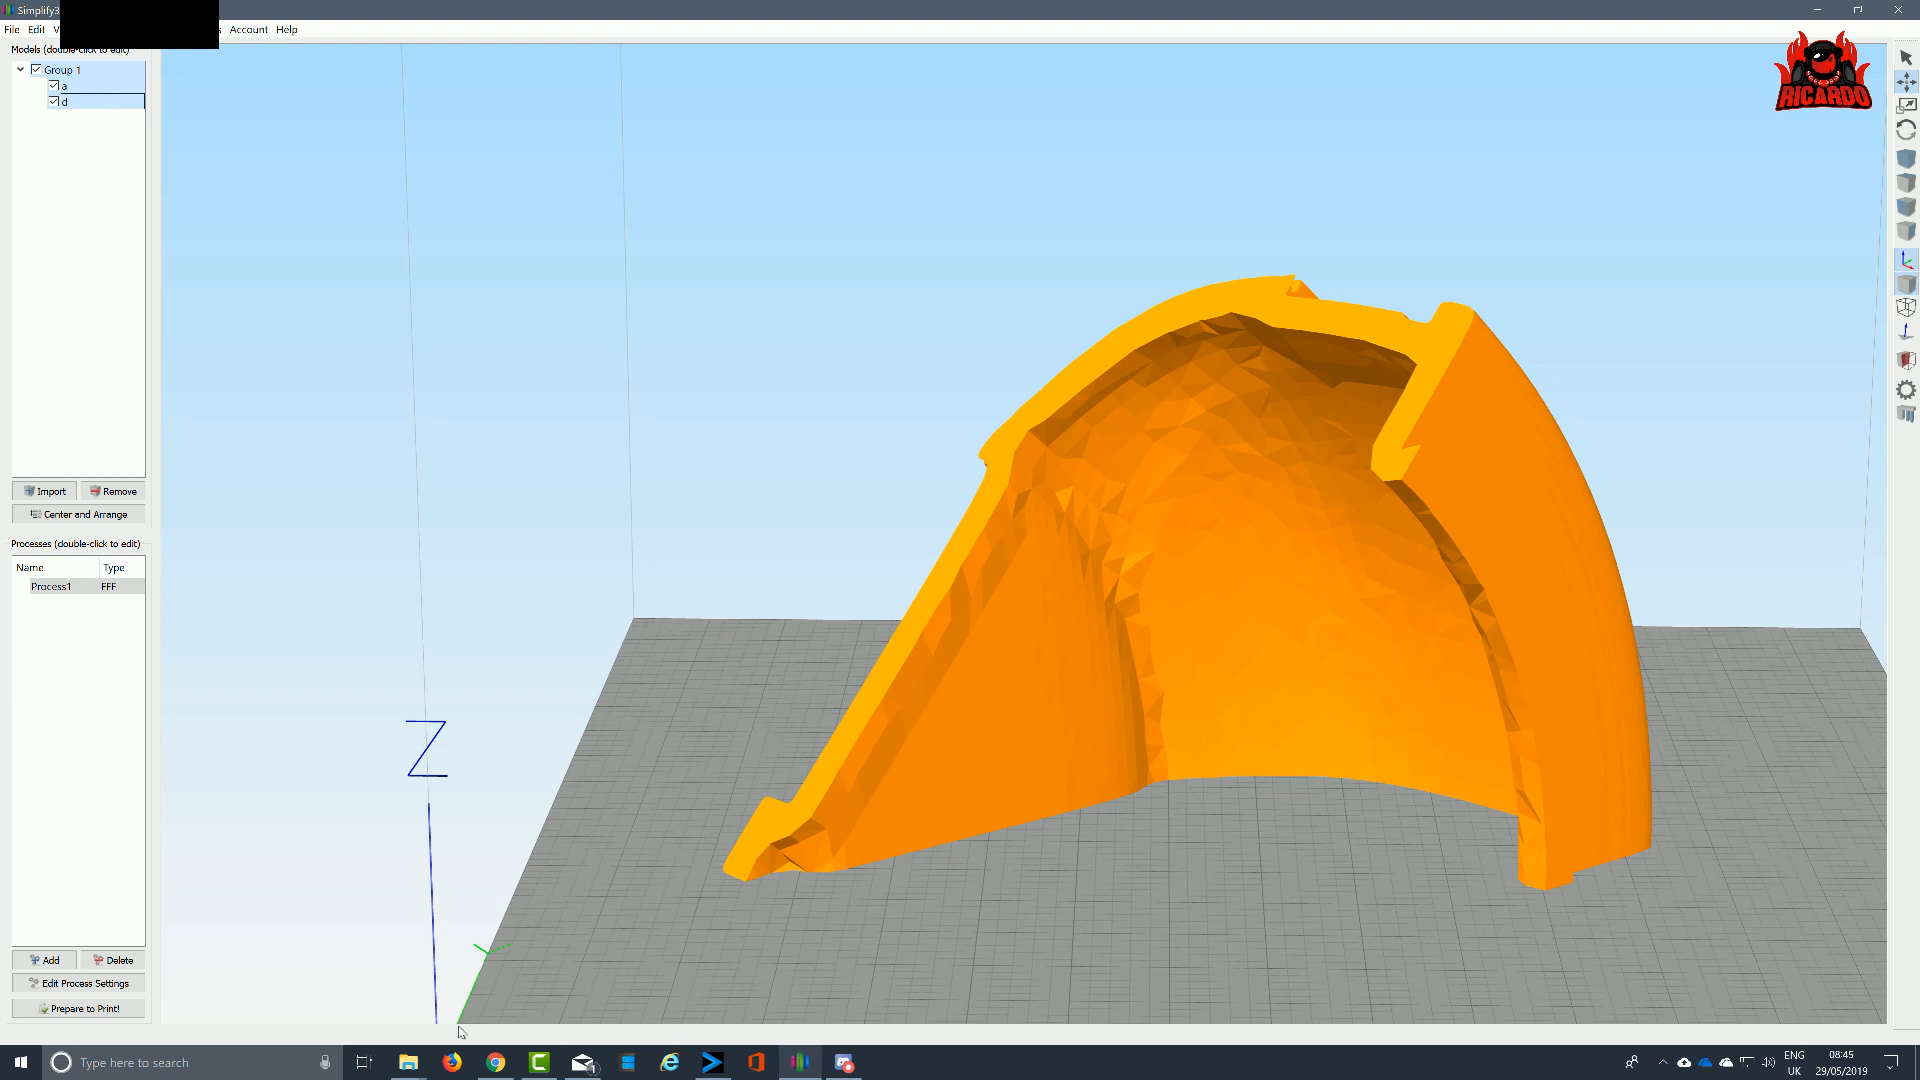 Simplify3
File Edit V s Account Help
Models (double-click to edit)
Group 1
a
d
Import Remove
Center and Arrange
Processes (double-click to edit)
Name Type
Process1 FFF
Add Delete
Edit Process Settings
Prepare to Print!
Z
RICARDO
Type here to search
1
ENG
UK
08:45
29/05/2019